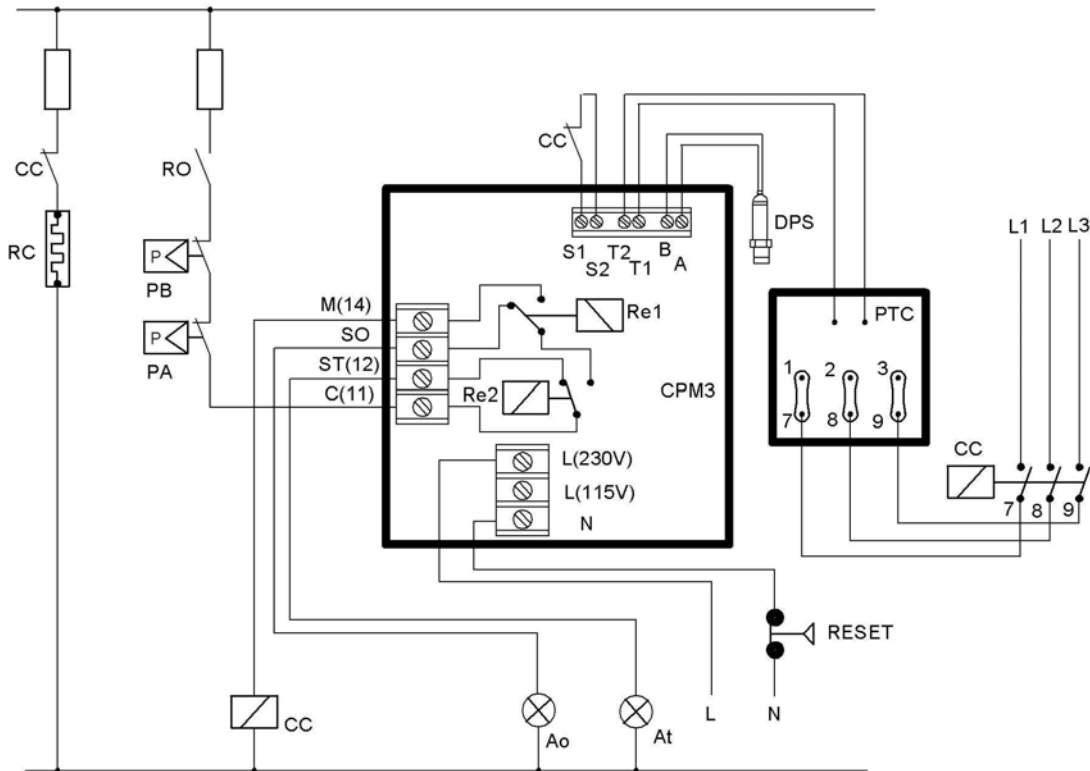 CC
RO
RC
P
PB
P
PA
CC
DPS
S1
S2
T2
T1
B
A
L1 L2 L3
M(14)
SO
ST(12)
C(11)
Re1
Re2
CPM3
PTC
1 2 3
7 8 9
L(230V)
L(115V)
N
CC
7 8 9
RESET
CC
Ao
At
L
N